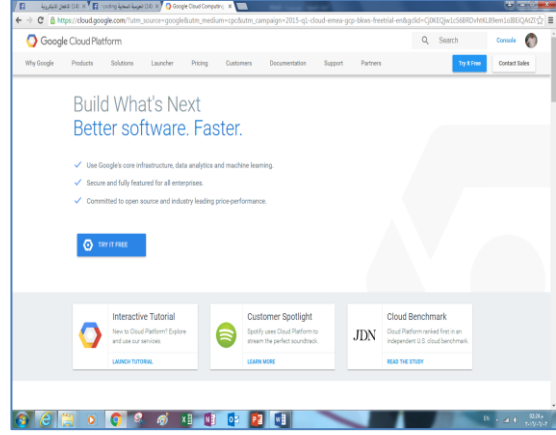 Google Cloud Computing
https://cloud.google.com/?utm_source=google&utm_medium=cpc&utm_campaign=2015-q1-cloud-emea-gcp-bkws-freetrial-en&gclid=
Google Cloud Platform
Search
Console
Why Google
Products
Solutions
Launcher
Pricing
Customers
Documentation
Support
Partners
Try It Free
Contact Sales
Build What's Next
Better software. Faster.
Use Google's core infrastructure, data analytics and machine learning.
Secure and fully featured for all enterprises.
Committed to open source and industry leading price-performance.
TRY IT FREE
Interactive Tutorial
New to Cloud Platform? Explore
and use our services.
LAUNCH TUTORIAL
Customer Spotlight
Spotify uses Cloud Platform to
stream the perfect soundtrack.
LEARN MORE
JDN
Cloud Benchmark
Cloud Platform ranked first in an
independent U.S. cloud benchmark.
READ THE STUDY
EN